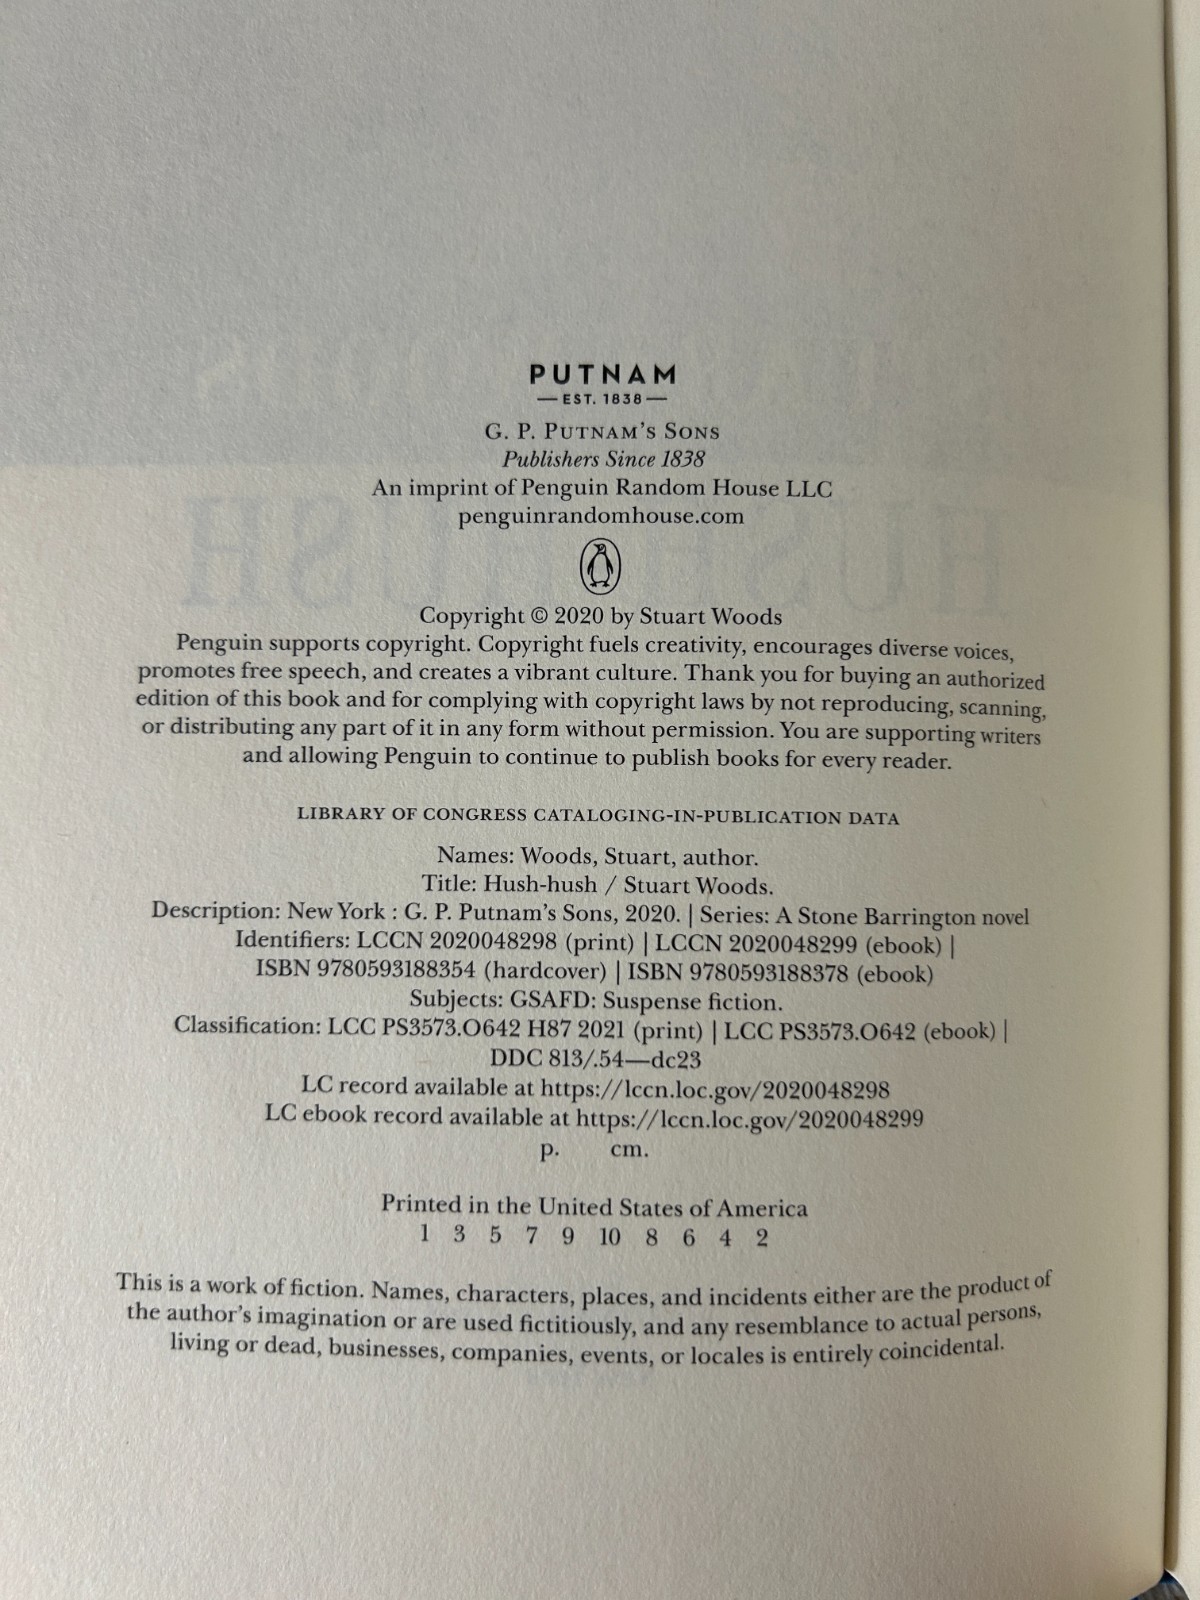 PUTNAM
— EST. 1838 —
G. P. PUTNAM'S SONS
Publishers Since 1838
An imprint of Penguin Random House LLC
penguinrandomhouse.com
Copyright © 2020 by Stuart Woods
Penguin supports copyright. Copyright fuels creativity, encourages diverse voices,
promotes free speech, and creates a vibrant culture. Thank you for buying an authorized
edition of this book and for complying with copyright laws by not reproducing, scanning,
or distributing any part of it in any form without permission. You are supporting writers
and allowing Penguin to continue to publish books for every reader.
LIBRARY OF CONGRESS CATALOGING-IN-PUBLICATION DATA
Names: Woods, Stuart, author.
Title: Hush-hush / Stuart Woods.
Description: New York : G. P. Putnam's Sons, 2020. | Series: A Stone Barrington novel
Identifiers: LCCN 2020048298 (print) | LCCN 2020048299 (ebook) |
ISBN 9780593188354 (hardcover) | ISBN 9780593188378 (ebook)
Subjects: GSAFD: Suspense fiction.
Classification: LCC PS3573.O642 H87 2021 (print) | LCC PS3573.O642 (ebook) |
DDC 813/.54—dc23
LC record available at https://lccn.loc.gov/2020048298
LC ebook record available at https://lccn.loc.gov/2020048299
p. cm.
Printed in the United States of America
1 3 5 7 9 10 8 6 4 2
This is a work of fiction. Names, characters, places, and incidents either are the product of
the author's imagination or are used fictitiously, and any resemblance to actual persons,
living or dead, businesses, companies, events, or locales is entirely coincidental.